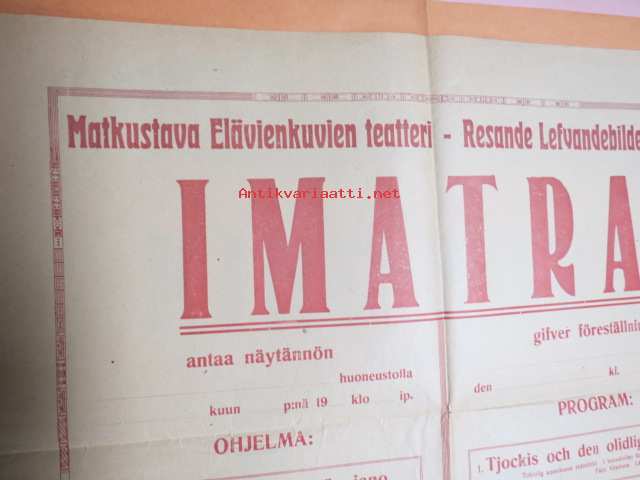 Matkustava Elävienkuvien teatteri - Resande Lefvandebilde
Antikvariaatti.net
IMATRA
antaa näytännön
huoneustolla
kuun p:nä 19 klo ip.
OHJELMA:
gifver föreställnin
den kl.
PROGRAM:
1. Tjockis och den olidlig